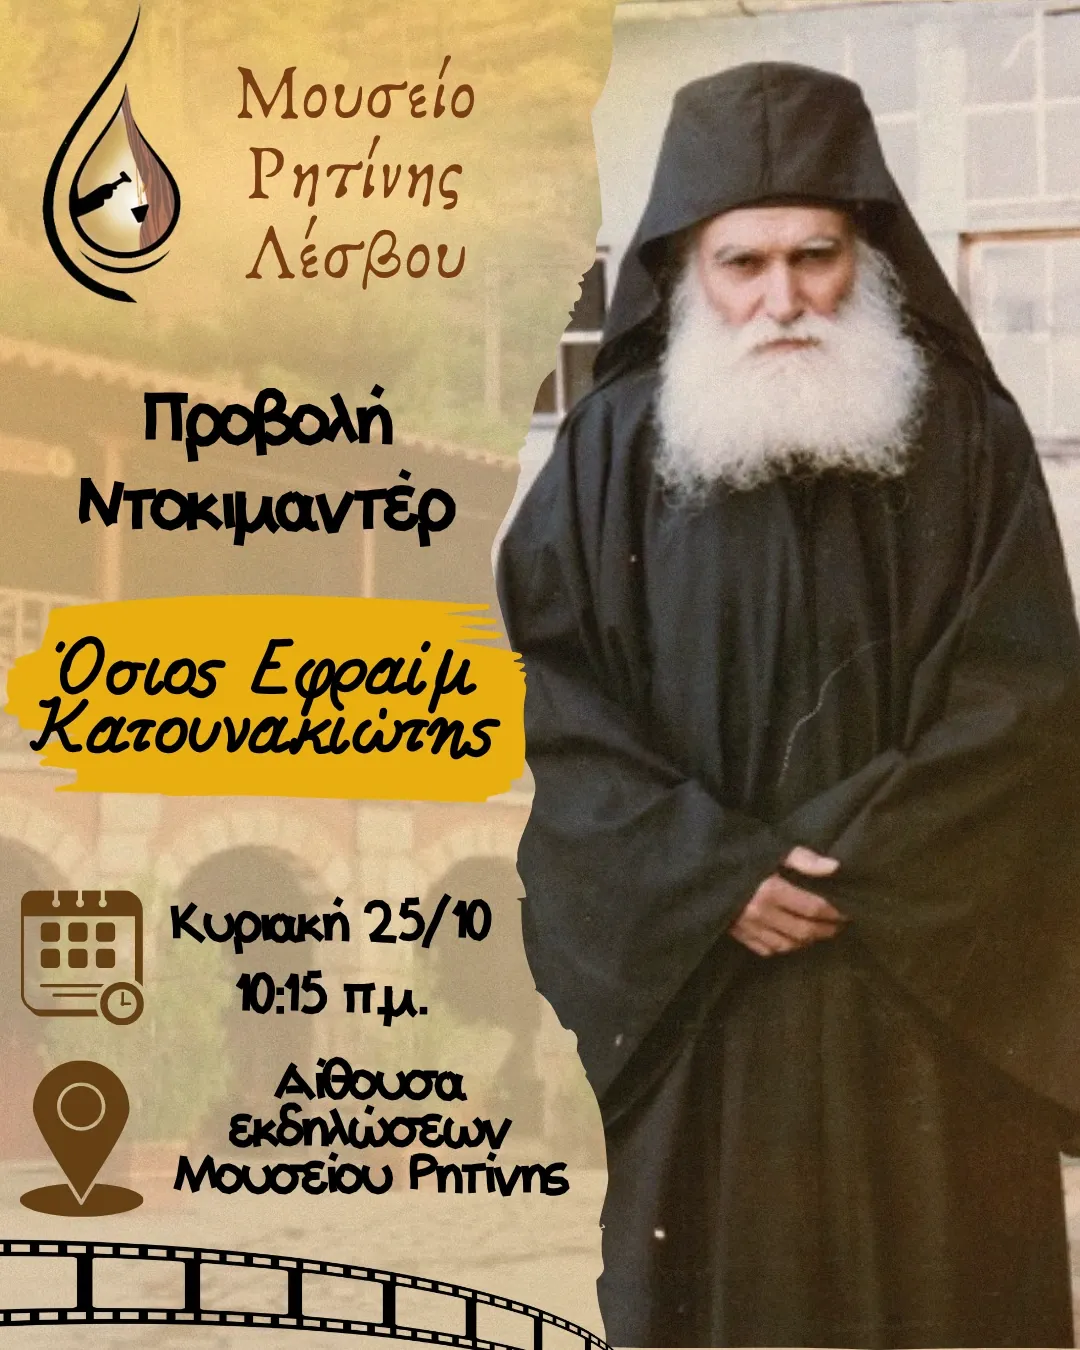 Μουσείο
Ρητίνης
Λέσβου
Προβολή
Ντοκιμαντέρ
Όσιος Εφραίμ
Κατουνακιώτης
Κυριακή 25/10
10:15 π.μ.
Αίθουσα
εκδηλώσεων
Μουσείου Ρητίνης